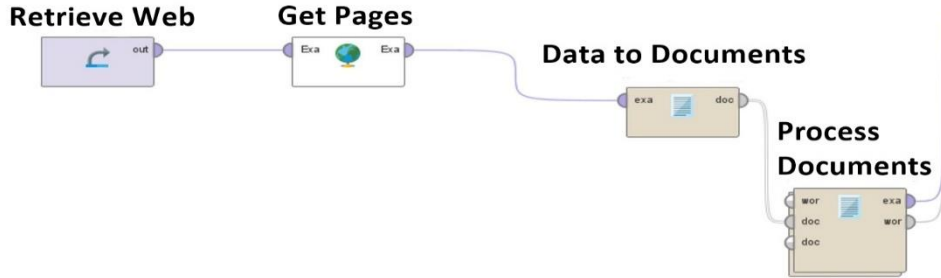 Retrieve Web
out
Get Pages
Exa Exa
Data to Documents
exa doc
Process
Documents
wor exa
doc wor
doc